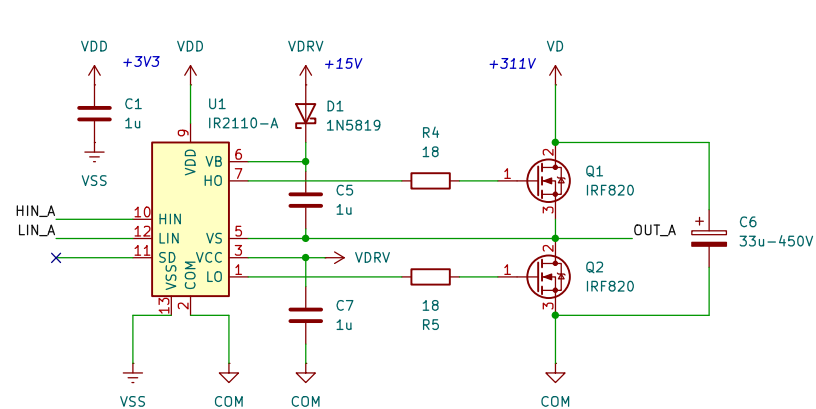 VDD
+3V3
VDD
VDRV
+15V
+311V
VD
C1
1u
U1
IR2110-A
D1
1N5819
9
VDD
R4
18
VSS
VB
6
HO
7
1
2
Q1
IRF820
3
C5
1u
HIN_A
10
HIN
LIN_A
12
LIN
VS
5
OUT_A
+
C6
33u-450V
11
SD
VCC
3
VDRV
2
VSS
COM
LO
1
1
Q2
IRF820
3
13
2
C7
1u
18
R5
VSS
COM
COM
COM